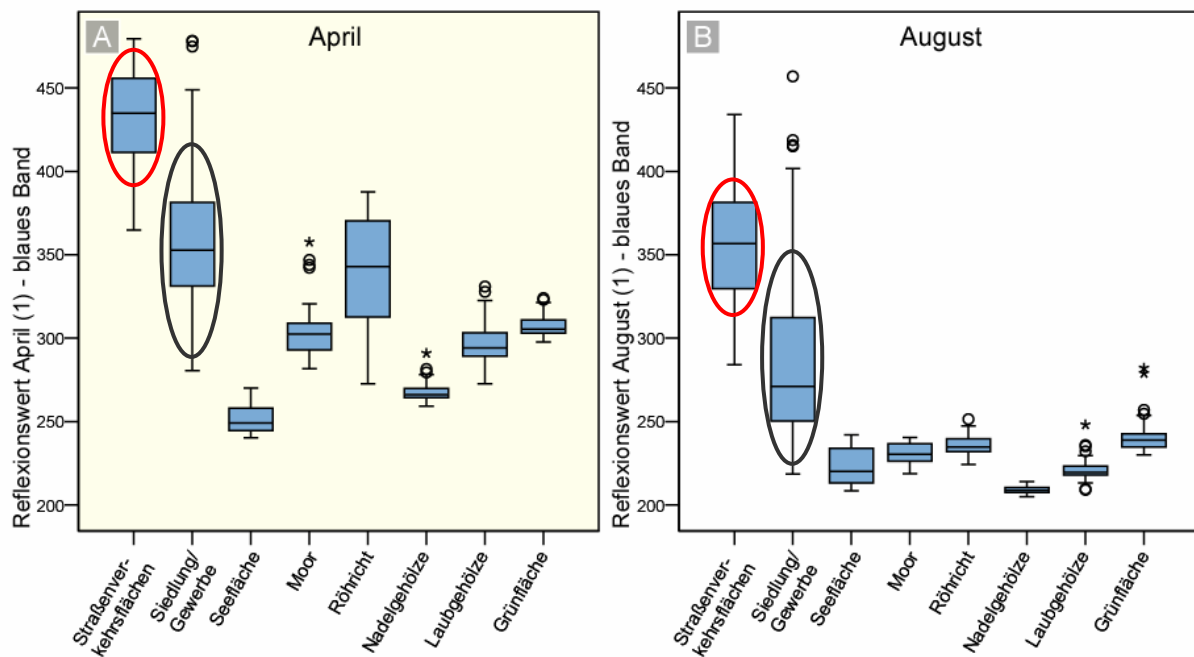 A
April
Reflexionswert April (1) - blaues Band
450
400
350
300
250
200
Straßenver-
kehrsflächen
Siedlung/
Gewerbe
Seefläche
Moor
Röhricht
Nadelgehölze
Laubgehölze
Grünfläche
B
August
Reflexionswert August (1) - blaues Band
450
400
350
300
250
200
Straßenver-
kehrsflächen
Siedlung/
Gewerbe
Seefläche
Moor
Röhricht
Nadelgehölze
Laubgehölze
Grünfläche